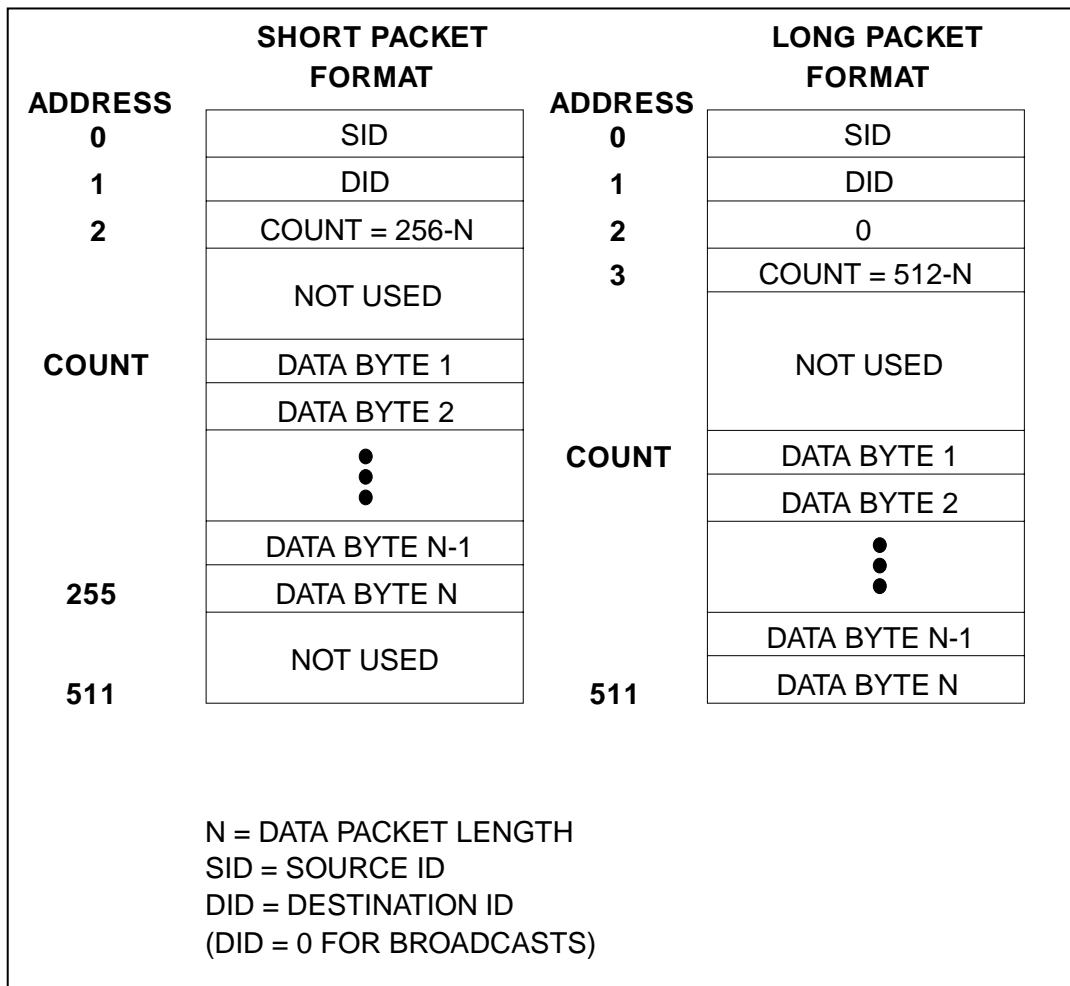 SHORT PACKET
FORMAT
ADDRESS
0 SID
1 DID
2 COUNT = 256-N
NOT USED
COUNT DATA BYTE 1
DATA BYTE 2
DATA BYTE N-1
255 DATA BYTE N
NOT USED
511
LONG PACKET
FORMAT
ADDRESS
0 SID
1 DID
2 0
3 COUNT = 512-N
NOT USED
COUNT DATA BYTE 1
DATA BYTE 2
DATA BYTE N-1
511 DATA BYTE N
N = DATA PACKET LENGTH
SID = SOURCE ID
DID = DESTINATION ID
(DID = 0 FOR BROADCASTS)